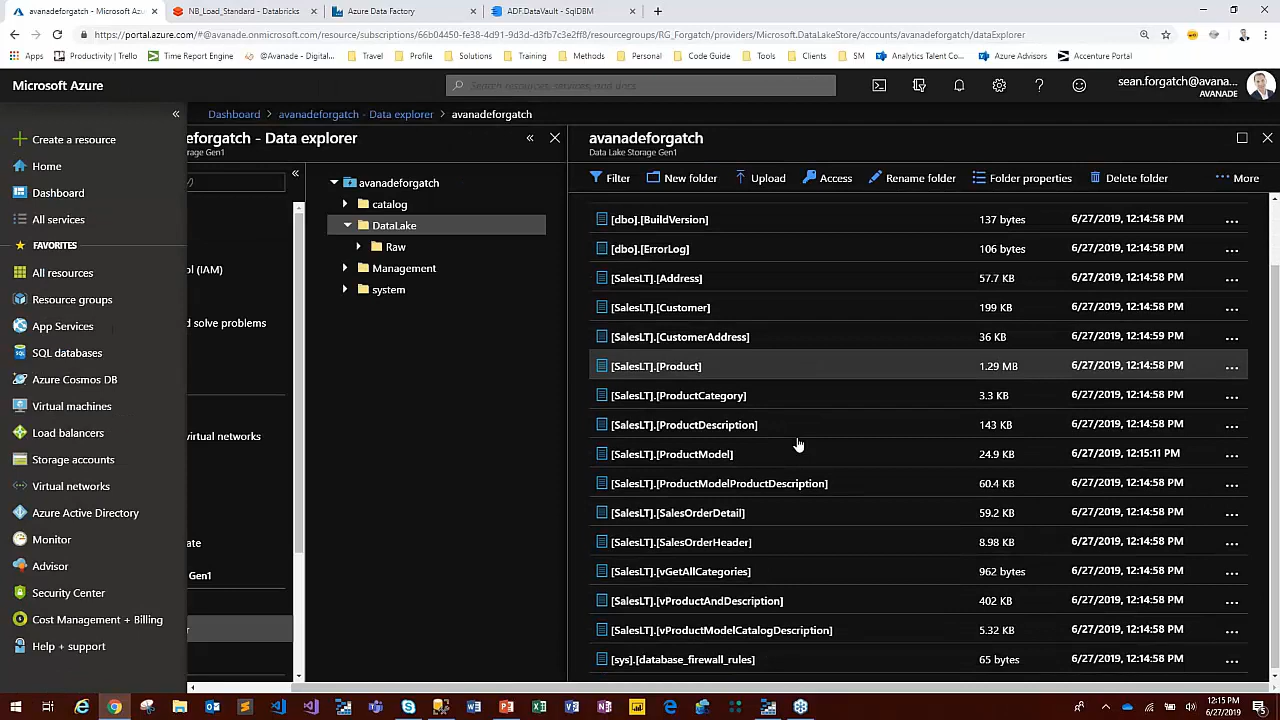 avanadeforgatch - Microsoft Az
NB_Load_Standard - Databricks
Azure Data Factory
ADF.DataVault - SqlDBM
https://portal.azure.com/#@avanade.onmicrosoft.com/resource/subscriptions/66b04450-fe38-4d91-9d3d-d3fb7c3e2ff8/resourcegroups/RG_Forgatch/providers/Microsoft.DataLakeStore/accounts/avanadeforgatch/dataExplorer
Apps
Productivity | Trello
Time Report Engine
@Avanade - Outlook
Travel
Profile
Solutions
Training
Methods
Personal
Code Guide
Tools
Clients
SM
Analytics Talent Co...
Azure Advisors
Accenture Portal
Microsoft Azure
Search resources, services, and docs
sean.forgatch@avana...
AVANADE
Dashboard
avanadeforgatch - Data explorer
avanadeforgatch
Create a resource
Home
Dashboard
All services
FAVORITES
All resources
Resource groups
App Services
SQL databases
Azure Cosmos DB
Virtual machines
Load balancers
Storage accounts
Virtual networks
Azure Active Directory
Monitor
Advisor
Security Center
Cost Management + Billing
Help + support
eforgatch - Data explorer
orage Gen1
/)
ol (IAM)
d solve problems
virtual networks
ate
Gen1
r
avanadeforgatch
catalog
DataLake
Raw
Management
system
avanadeforgatch
Data Lake Storage Gen1
Filter
New folder
Upload
Access
Rename folder
Folder properties
Delete folder
More
[dbo].[BuildVersion] 137 bytes 6/27/2019, 12:14:58 PM ...
[dbo].[ErrorLog] 106 bytes 6/27/2019, 12:14:58 PM ...
[SalesLT].[Address] 57.7 KB 6/27/2019, 12:14:58 PM ...
[SalesLT].[Customer] 199 KB 6/27/2019, 12:14:58 PM ...
[SalesLT].[CustomerAddress] 36 KB 6/27/2019, 12:14:59 PM ...
[SalesLT].[Product] 1.29 MB 6/27/2019, 12:14:58 PM ...
[SalesLT].[ProductCategory] 3.3 KB 6/27/2019, 12:14:58 PM ...
[SalesLT].[ProductDescription] 143 KB 6/27/2019, 12:14:58 PM ...
[SalesLT].[ProductModel] 24.9 KB 6/27/2019, 12:15:11 PM ...
[SalesLT].[ProductModelProductDescription] 60.4 KB 6/27/2019, 12:14:58 PM ...
[SalesLT].[SalesOrderDetail] 59.2 KB 6/27/2019, 12:14:58 PM ...
[SalesLT].[SalesOrderHeader] 8.98 KB 6/27/2019, 12:14:58 PM ...
[SalesLT].[vGetAllCategories] 962 bytes 6/27/2019, 12:14:58 PM ...
[SalesLT].[vProductAndDescription] 402 KB 6/27/2019, 12:14:58 PM ...
[SalesLT].[vProductModelCatalogDescription] 5.32 KB 6/27/2019, 12:14:58 PM ...
[sys].[database_firewall_rules] 65 bytes 6/27/2019, 12:14:58 PM ...
12:15 PM
6/27/2019